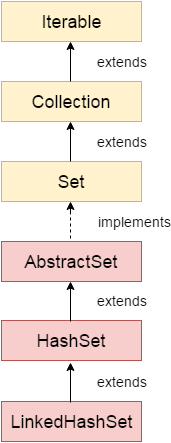 Iterable
extends
Collection
extends
Set
implements
AbstractSet
extends
HashSet
extends
LinkedHashSet